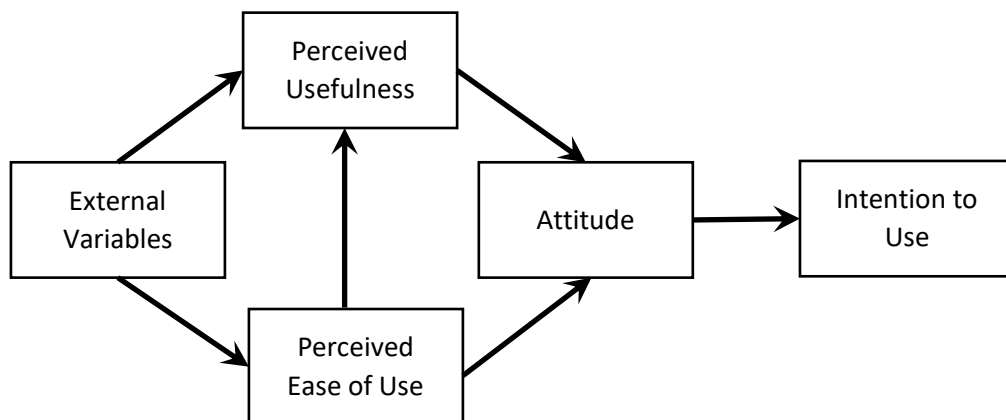 Perceived
Usefulness
External
Variables
Attitude
Intention to
Use
Perceived
Ease of Use